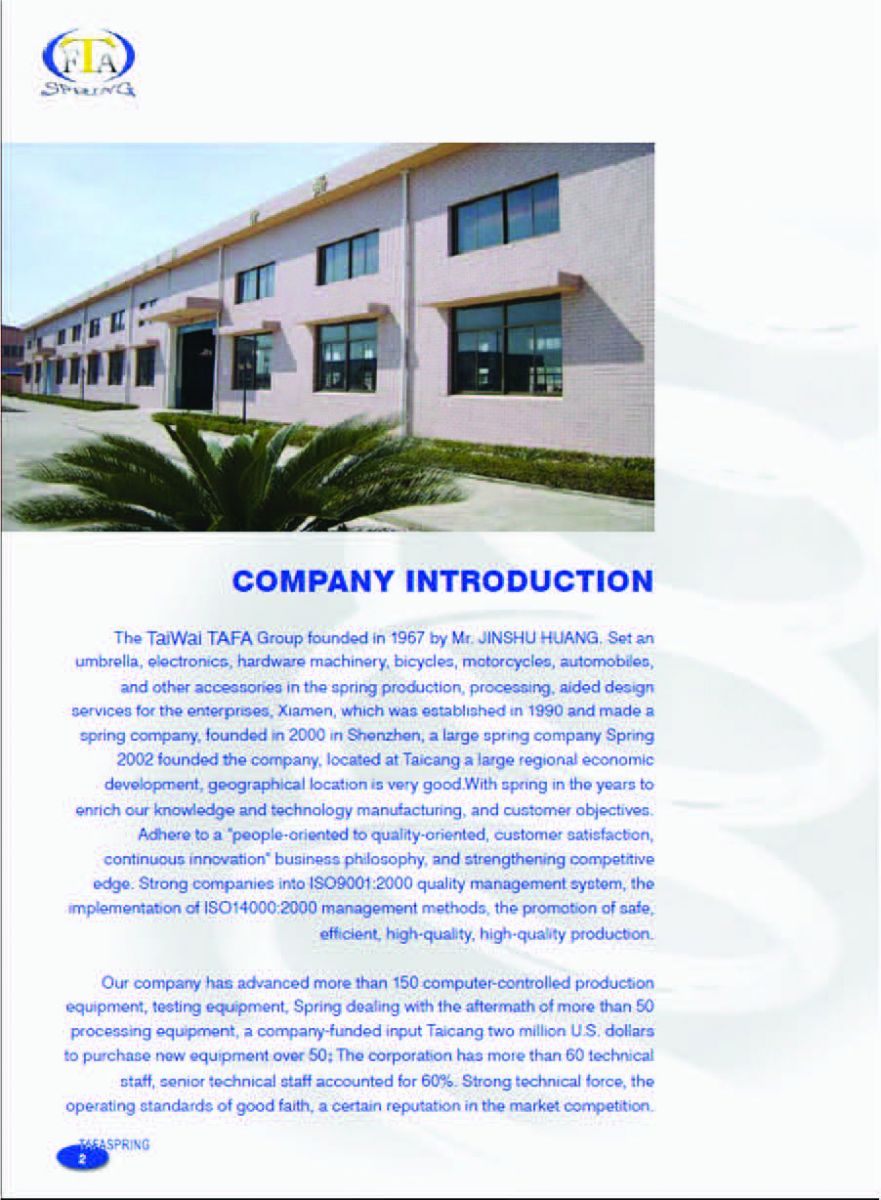 FTA
SPRING
COMPANY INTRODUCTION
The TaiWai TAFA Group founded in 1967 by Mr. JINSHU HUANG. Set an
umbrella, electronics, hardware machinery, bicycles, motorcycles, automobiles,
and other accessories in the spring production, processing, aided design
services for the enterprises, Xiamen, which was established in 1990 and made a
spring company, founded in 2000 in Shenzhen, a large spring company Spring
2002 founded the company, located at Taicang a large regional economic
development, geographical location is very good.With spring in the years to
enrich our knowledge and technology manufacturing, and customer objectives.
Adhere to a "people-oriented to quality-oriented, customer satisfaction,
continuous innovation" business philosophy, and strengthening competitive
edge. Strong companies into ISO9001:2000 quality management system, the
implementation of ISO14000:2000 management methods, the promotion of safe,
efficient, high-quality, high-quality production.
Our company has advanced more than 150 computer-controlled production
equipment, testing equipment, Spring dealing with the aftermath of more than 50
processing equipment, a company-funded input Taicang two million U.S. dollars
to purchase new equipment over 50; The corporation has more than 60 technical
staff, senior technical staff accounted for 60%. Strong technical force, the
operating standards of good faith, a certain reputation in the market competition.
TAFASPRING
2